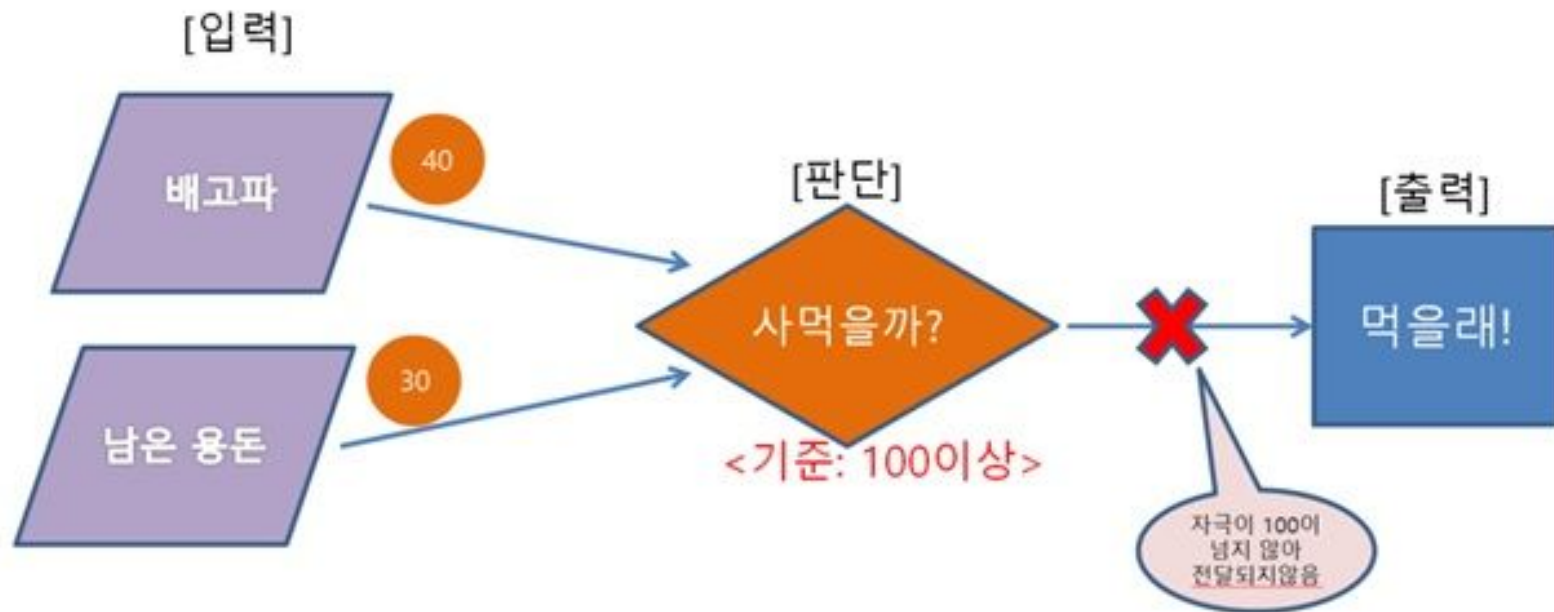 [입력]
배고파
40
남은 용돈
30
[판단]
사먹을까?
<기준: 100이상>
[출력]
먹을래!
자극이 100이
넘지 않아
전달되지않음